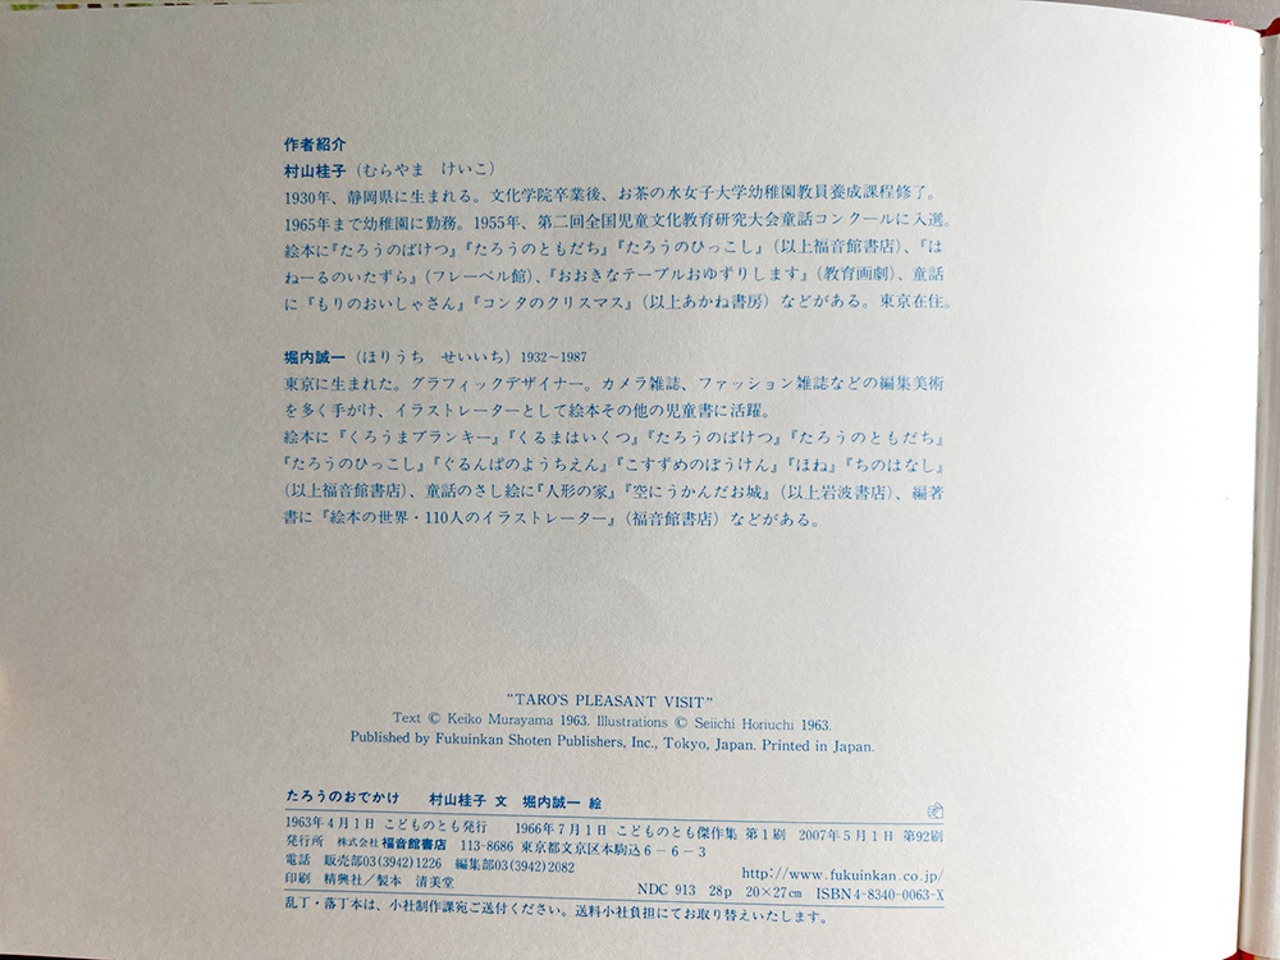 作者紹介
村山桂子（むらやま　けいこ）
1930年、静岡県に生まれる。文化学院卒業後、お茶の水女子大学幼稚園教員養成課程修了。
1965年まで幼稚園に勤務。1955年、第二回全国児童文化教育研究大会童話コンクールに入選。
絵本に『たろうのばけつ』『たろうのともだち』『たろうのひっこし』（以上福音館書店）、『は
ねーるのいたずら』（フレーベル館）、『おおきなテーブルおゆずりします』（教育画劇）、童話
に『もりのおいしゃさん』『コンタのクリスマス』（以上あかね書房）などがある。東京在住。
堀内誠一（ほりうち　せいいち）1932～1987
東京に生まれた。グラフィックデザイナー。カメラ雑誌、ファッション雑誌などの編集美術
を多く手がけ、イラストレーターとして絵本その他の児童書に活躍。
絵本に『くろうまブランキー』『くるまはいくつ』『たろうのばけつ』『たろうのともだち』
『たろうのひっこし』『ぐるんぱのようちえん』『こすずめのぼうけん』『ほね』『ちのはなし』
（以上福音館書店）、童話のさし絵に『人形の家』『空にうかんだお城』（以上岩波書店）、編著
書に『絵本の世界・110人のイラストレーター』（福音館書店）などがある。
"TARO'S PLEASANT VISIT"
Text © Keiko Murayama 1963. Illustrations © Seiichi Horiuchi 1963.
Published by Fukuinkan Shoten Publishers, Inc., Tokyo, Japan. Printed in Japan.
たろうのおでかけ　村山桂子 文　堀内誠一 絵
1963年4月1日 こどものとも発行　1966年7月1日 こどものとも傑作集 第1刷　2007年5月1日 第92刷
発行所　株式会社 福音館書店　113-8686 東京都文京区本駒込6－6－3
電話　販売部03(3942)1226　編集部03(3942)2082
http://www.fukuinkan.co.jp/
印刷　精興社／製本　清美堂
NDC 913　28p　20×27cm　ISBN4-8340-0063-X
乱丁・落丁本は、小社制作課宛ご送付ください。送料小社負担にてお取り替えいたします。